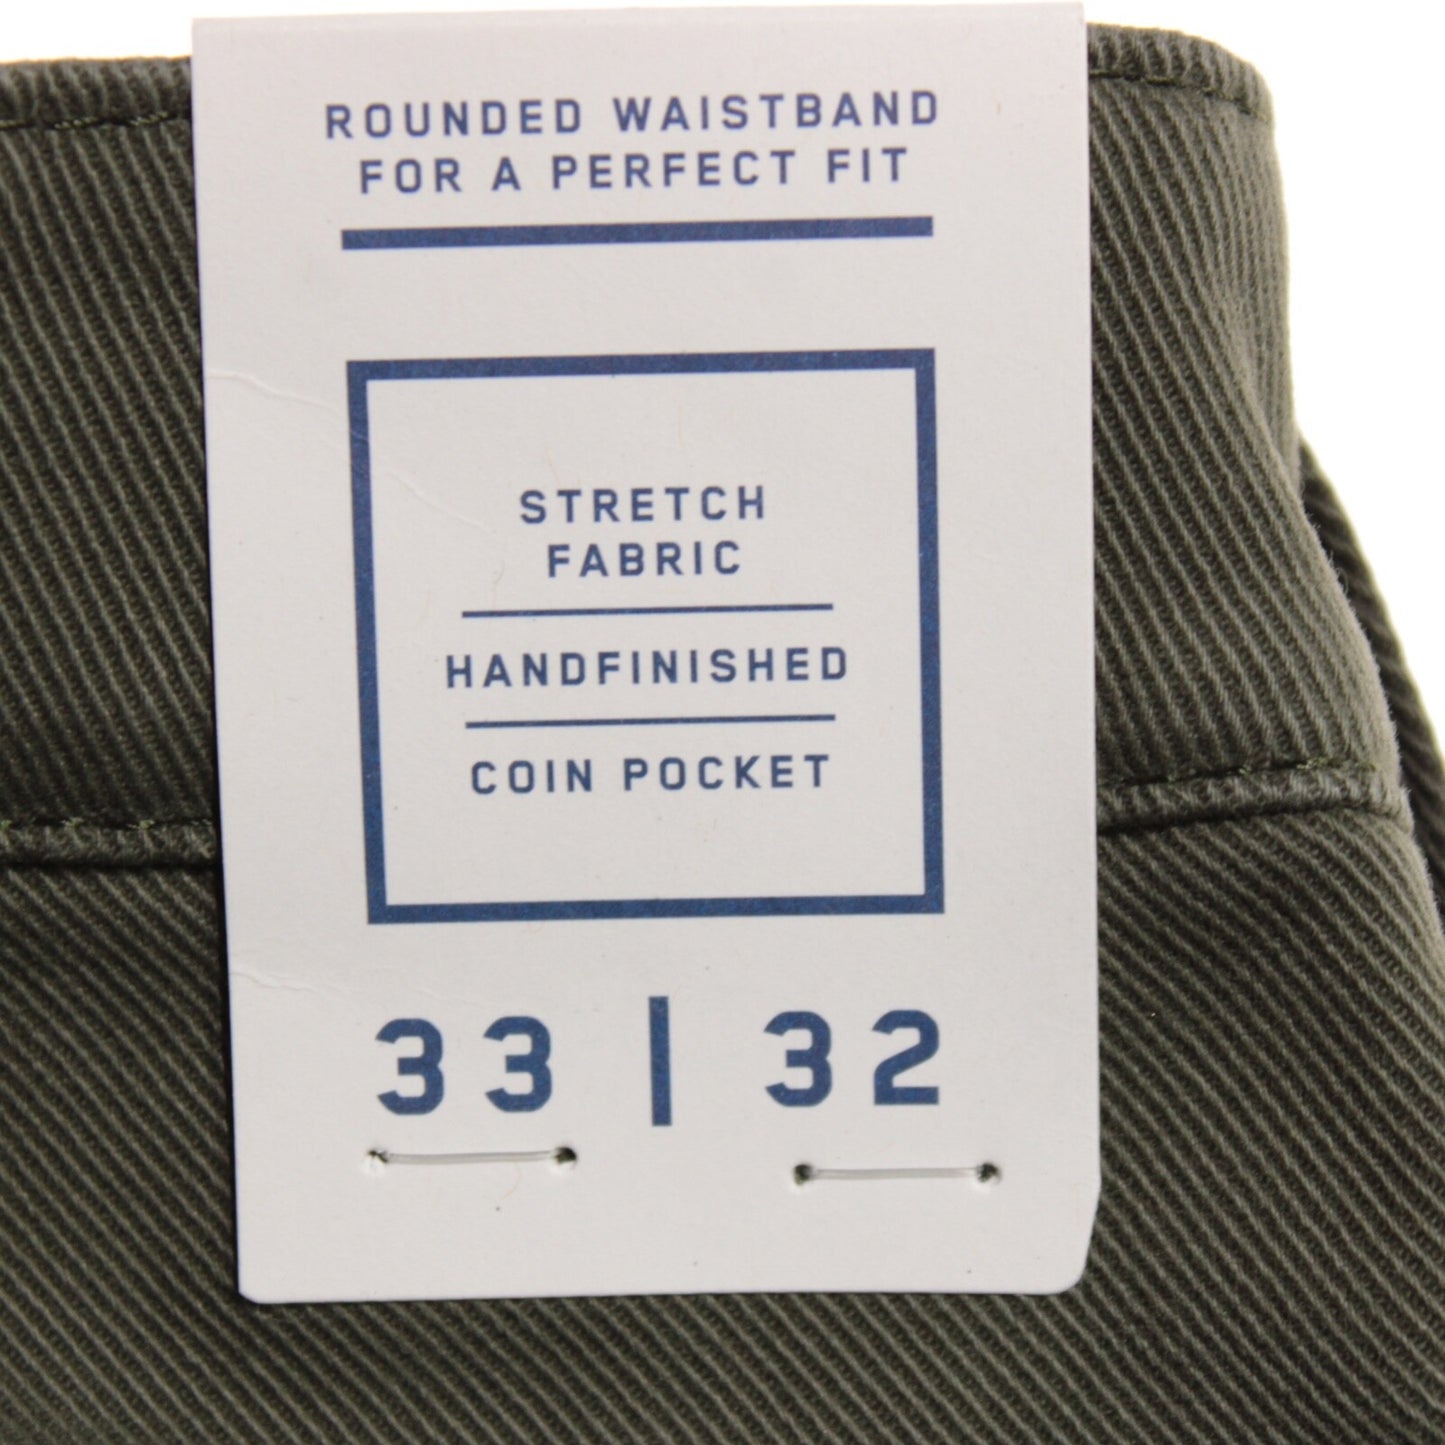 ROUNDED WAISTBAND
FOR A PERFECT FIT
STRETCH
FABRIC
HANDFINISHED
COIN POCKET
33 | 32